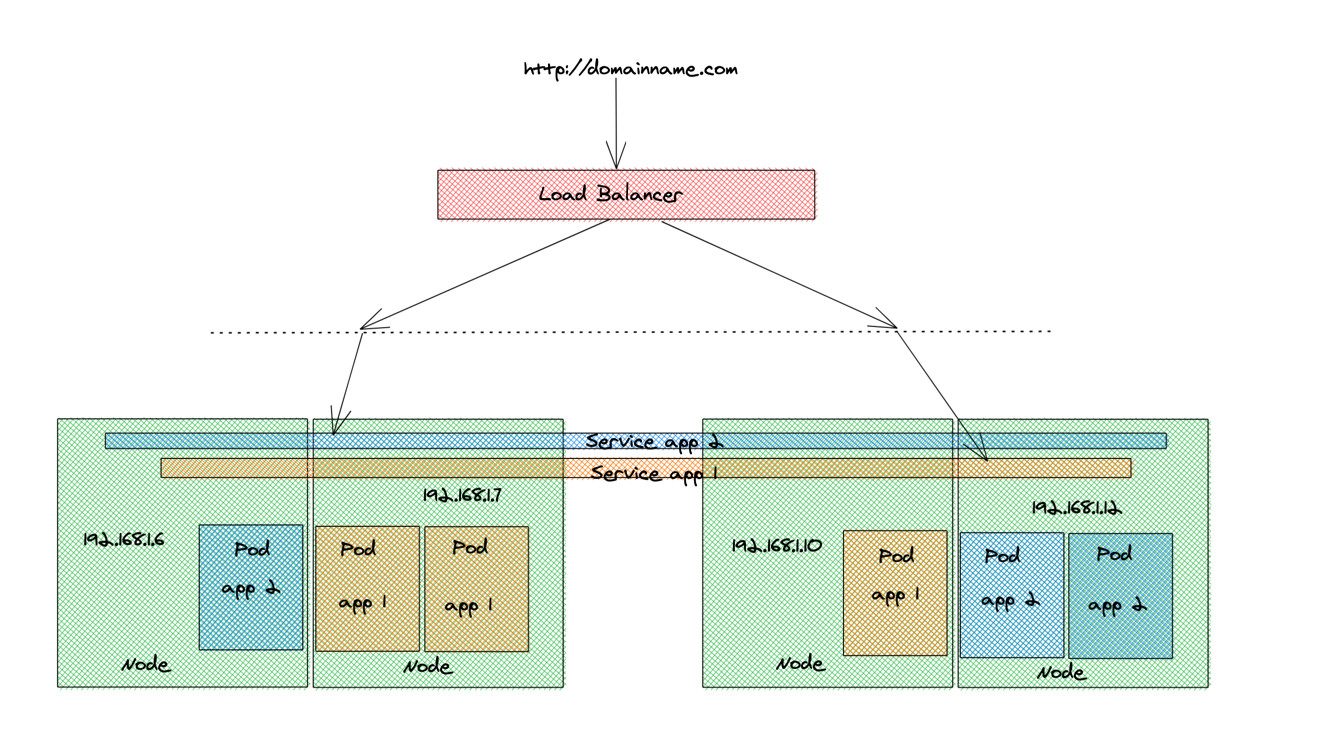 http://domainname.com
Load Balancer
Service app 2
Service app 1
192.168.1.6
Pod
app 2
Node
192.168.1.7
Pod
app 1
Pod
app 1
Node
192.168.1.10
Pod
app 1
Node
192.168.1.12
Pod
app 2
Pod
app 2
Node